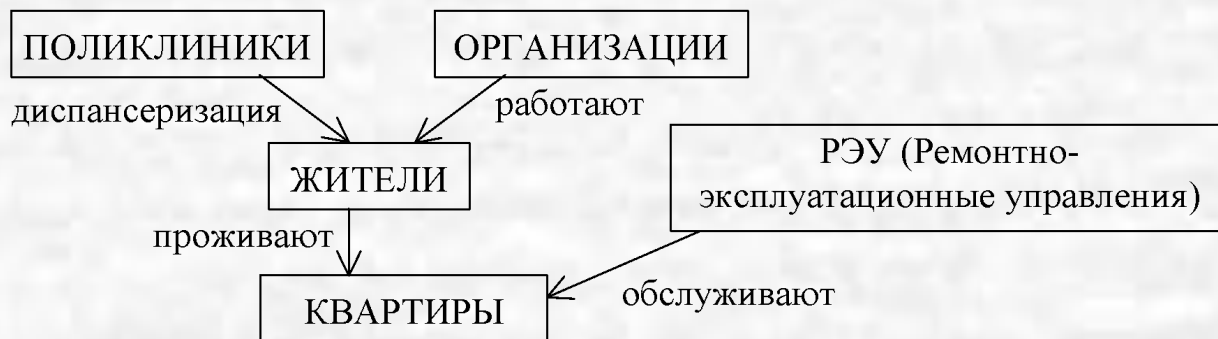 ПОЛИКЛИНИКИ
ОРГАНИЗАЦИИ
диспансеризация
работают
ЖИТЕЛИ
РЭУ (Ремонтно-
эксплуатационные управления)
проживают
КВАРТИРЫ
обслуживают